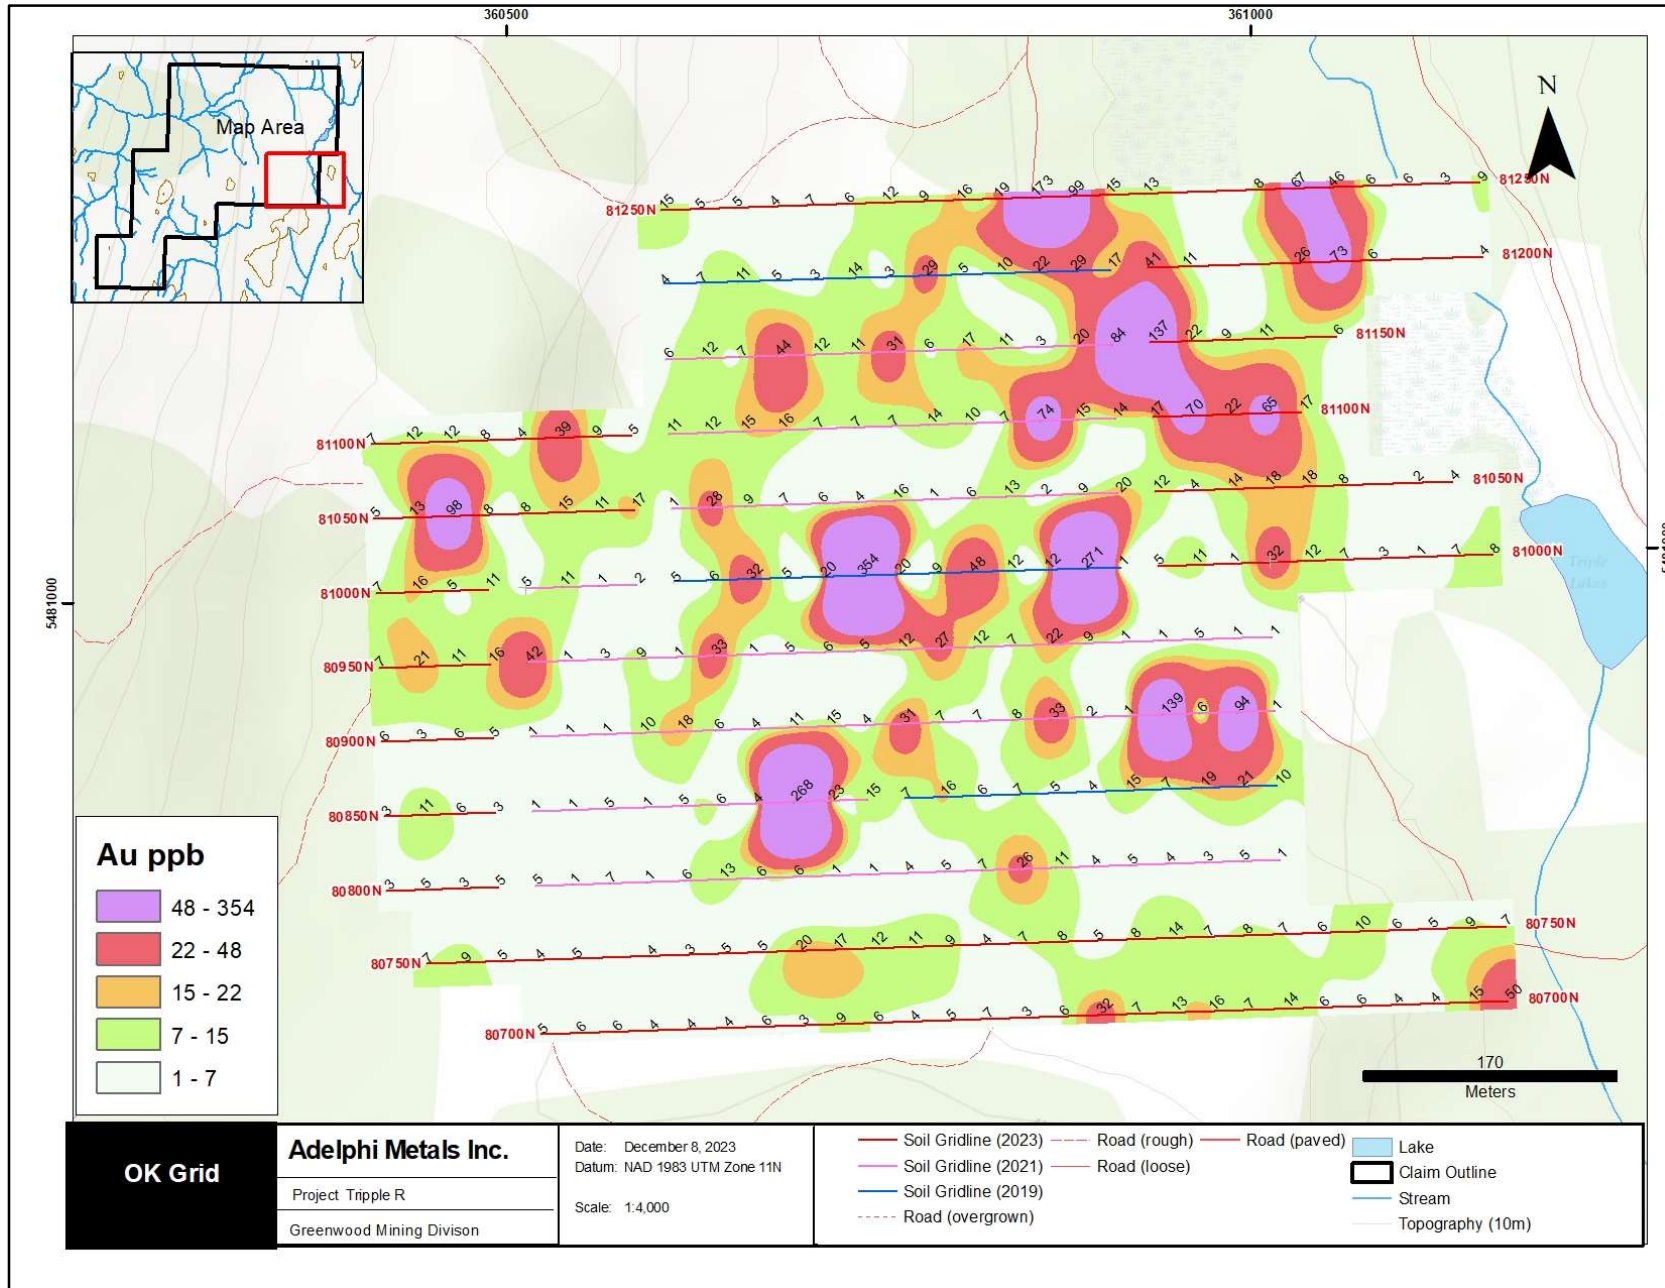 360500 361000
Map Area
N
15 5 5 4 7 6 12 9 16 19 173 99 15 13 8 67 46 6 6 3 9 81250N
81250N
4 7 11 5 3 14 3 29 5 10 22 29 17 41 11 26 73 6 4 81200N
6 12 7 44 12 11 31 6 17 11 3 20 84 137 22 9 11 6 81150N
11 12 15 16 7 7 7 14 10 7 74 15 14 17 70 22 65 17 81100N
81100N 7 12 12 8 4 39 9 5
1 28 9 7 6 4 16 1 6 13 2 9 20 12 4 14 18 18 8 2 4 81050N
81050N 5 13 98 8 8 15 11 17
5 6 32 5 20 354 20 9 48 12 12 271 1 5 11 1 32 12 7 3 1 7 8 81000N
81000N 7 16 5 11 5 11 1 2
Tripple
Lakes
5481000
80950N 7 21 11 16 42 1 3 9 1 33 1 5 6 5 12 27 12 7 22 9 1 1 5 1 1
80900N 6 3 6 5 1 1 1 10 18 6 4 11 15 4 31 7 7 8 33 2 1 139 6 94 1
80850N 3 11 6 3 1 1 5 1 5 6 4 268 23 15 7 16 6 7 5 4 15 7 19 21 10
80800N 3 5 3 5 5 1 7 1 6 13 6 6 1 1 4 5 7 26 11 4 5 4 3 5 1
80750N 7 9 5 4 5 4 3 5 5 20 17 12 11 9 4 7 8 5 8 14 7 8 7 6 10 6 5 9 7 80750N
80700N 5 6 6 4 4 4 6 3 9 6 4 5 7 3 6 32 7 13 16 7 14 6 6 4 4 15 50 80700N
Au ppb
48 - 354
22 - 48
15 - 22
7 - 15
1 - 7
170
Meters
OK Grid
Adelphi Metals Inc.
Project Tripple R
Greenwood Mining Divison
Date: December 8, 2023
Datum: NAD 1983 UTM Zone 11N
Scale: 1:4,000
Soil Gridline (2023)
Soil Gridline (2021)
Soil Gridline (2019)
Road (overgrown)
Road (rough)
Road (loose)
Road (paved)
Lake
Claim Outline
Stream
Topography (10m)